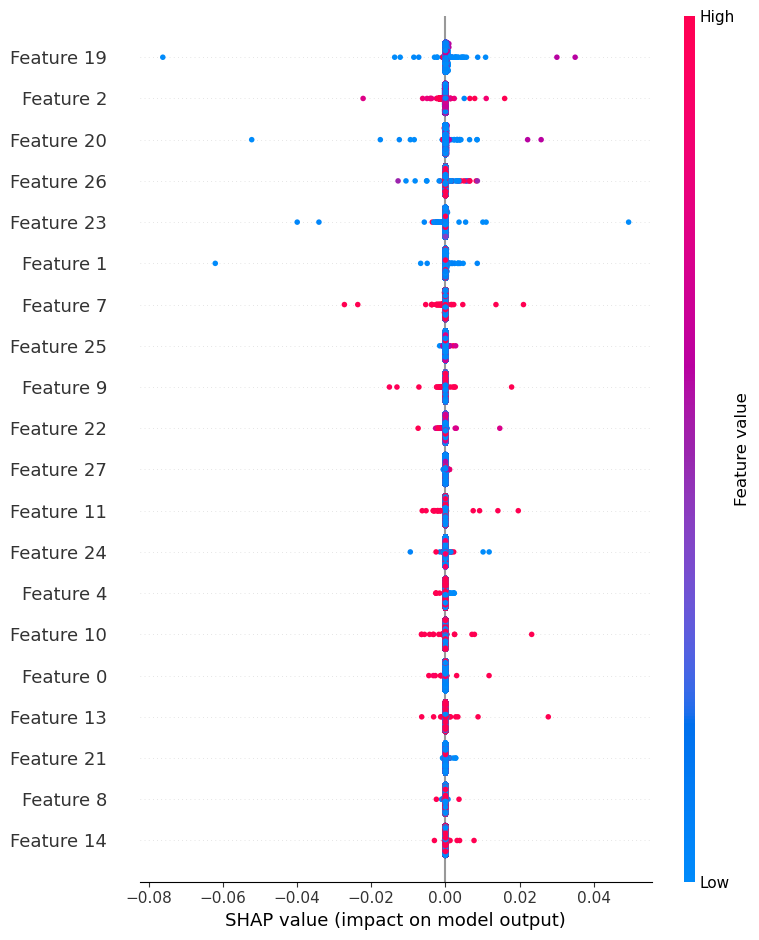 High
Feature 19
Feature 2
Feature 20
Feature 26
Feature 23
Feature 1
Feature 7
Feature 25
Feature 9
Feature 22
Feature 27
Feature 11
Feature 24
Feature 4
Feature 10
Feature 0
Feature 13
Feature 21
Feature 8
Feature 14
Feature value
Low
−0.08 −0.06 −0.04 −0.02 0.00 0.02 0.04
SHAP value (impact on model output)